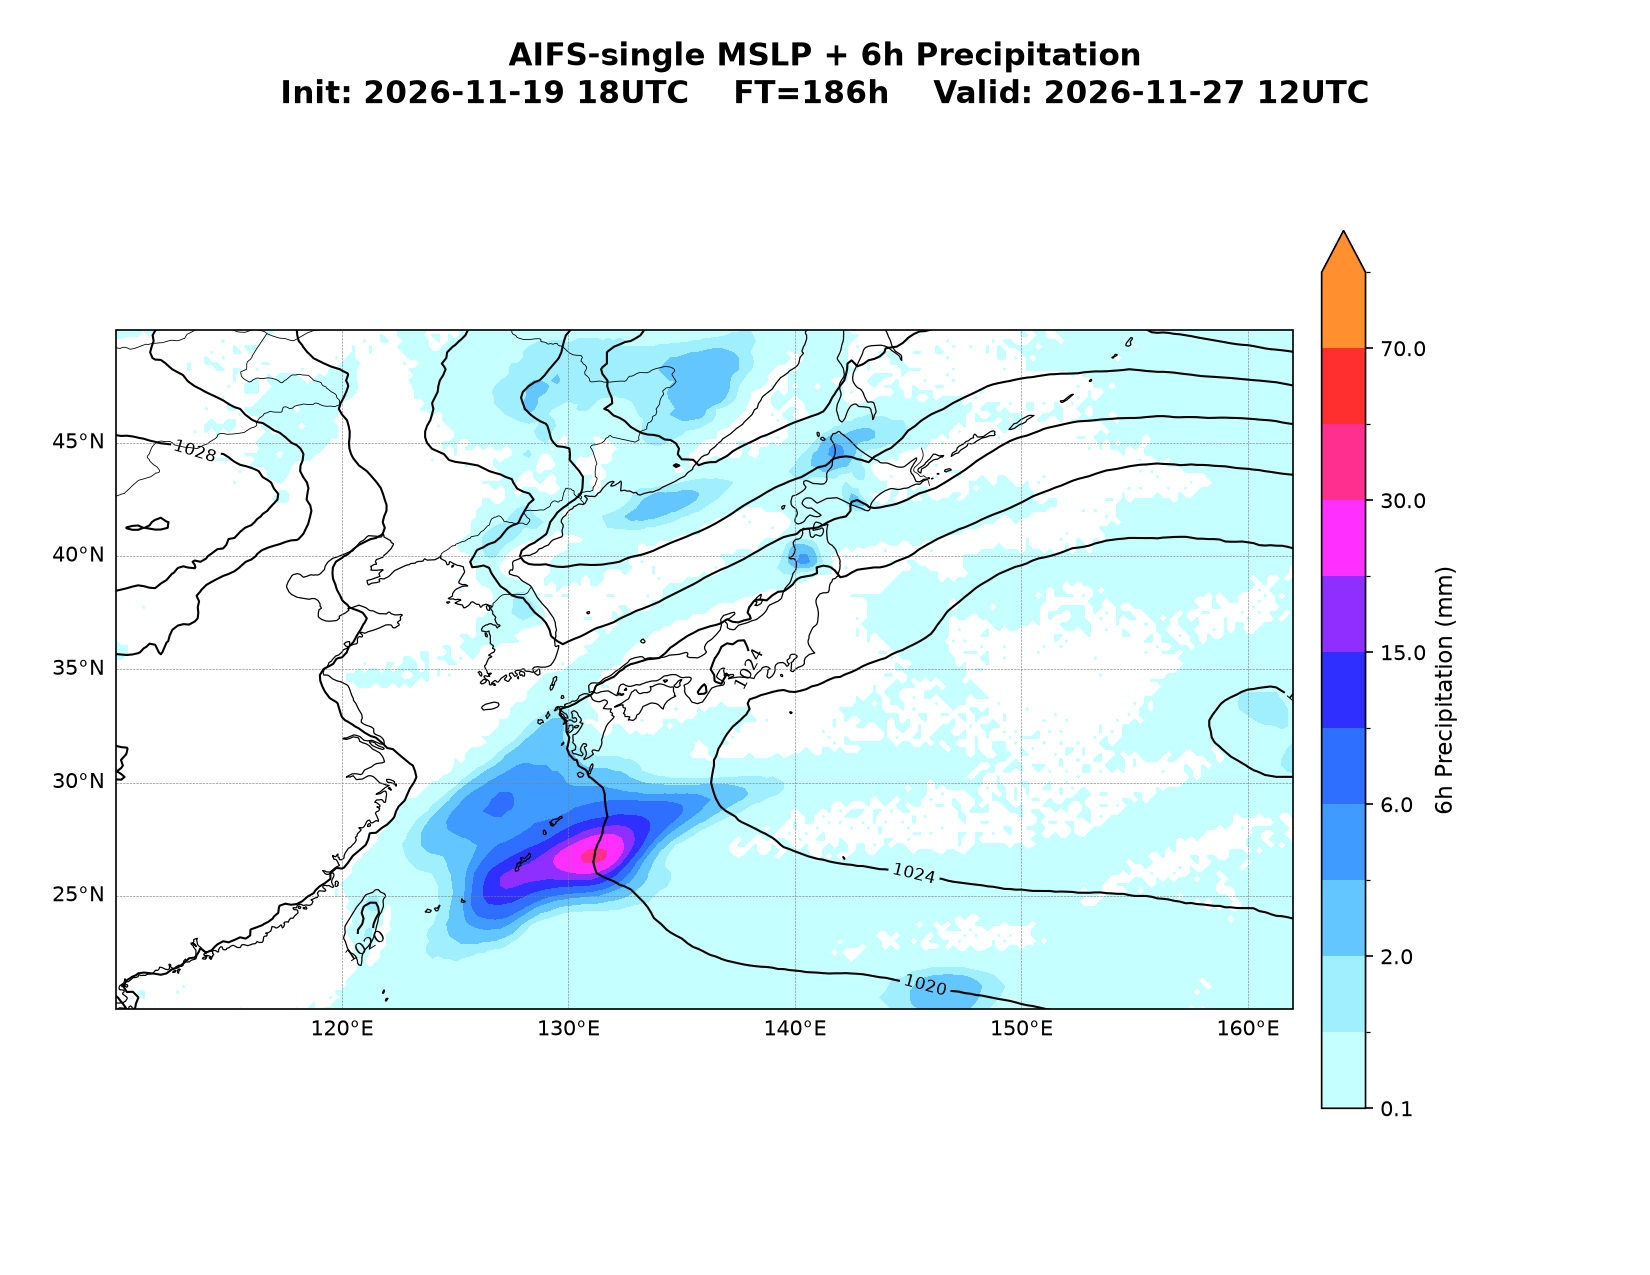 AIFS-single MSLP + 6h Precipitation
Init: 2026-11-19 18UTC    FT=186h    Valid: 2026-11-27 12UTC
70.0
30.0
15.0
6.0
2.0
0.1
6h Precipitation (mm)
45°N
40°N
35°N
30°N
25°N
1028
1024
1024
1020
020
120°E
130°E
140°E
150°E
160°E